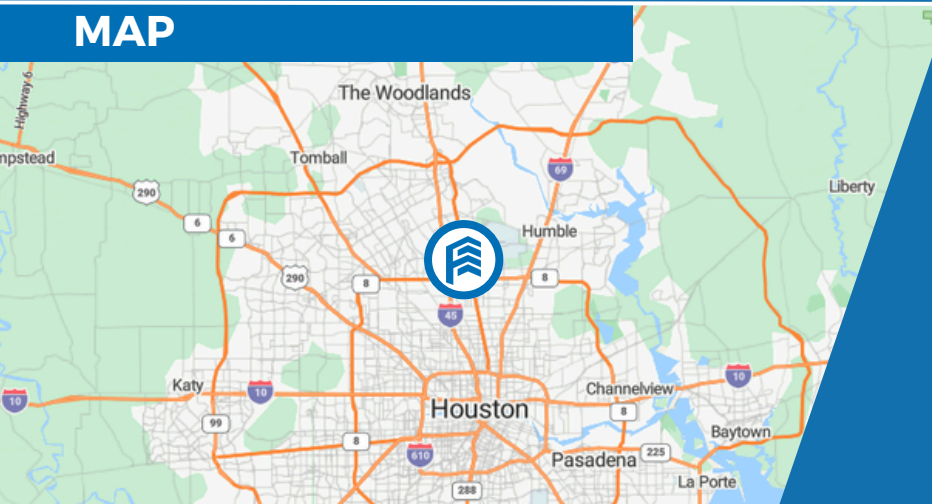 MAP
Highway 6
The Woodlands
mpstead
Tomball
69
290
Liberty
6
6
Humble
290
8
8
45
Katy
10
10
10
Channelview
Houston
8
99
Baytown
8
610
Pasadena
225
La Porte
288